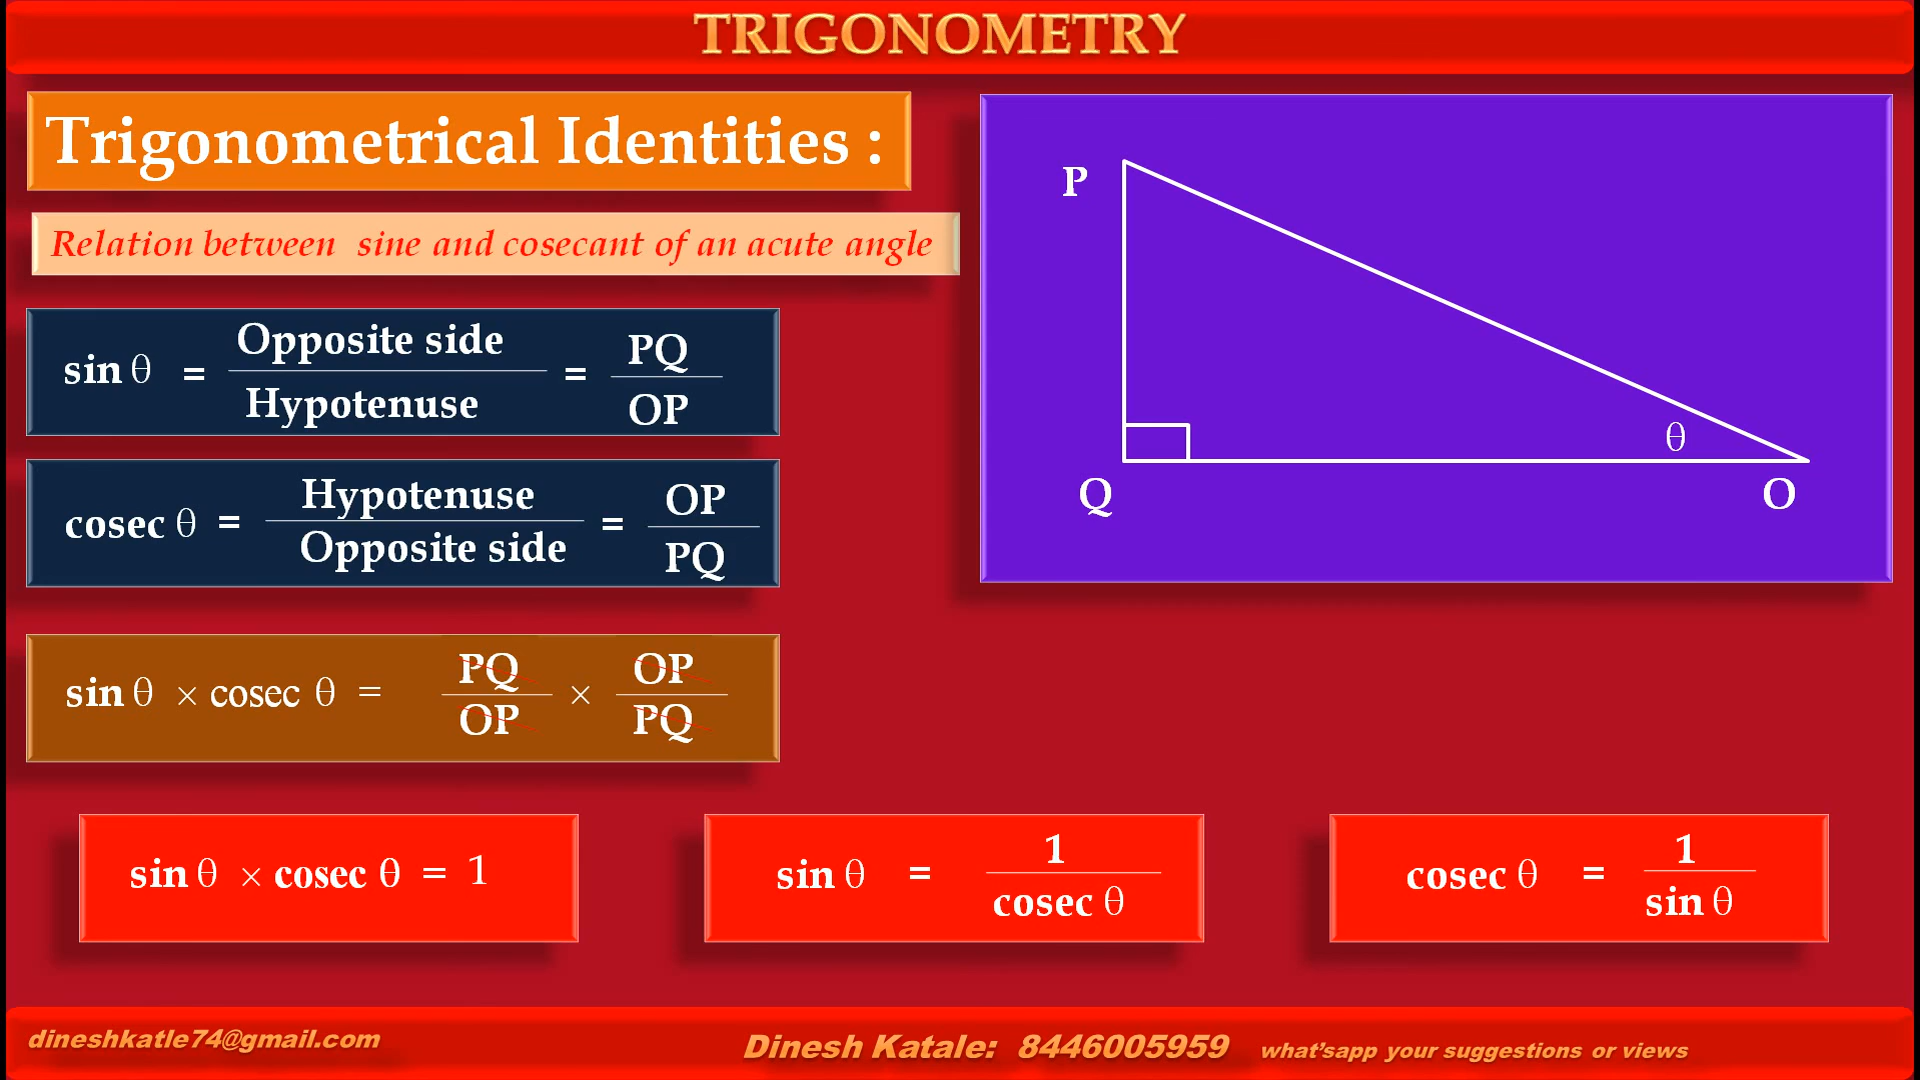 TRIGONOMETRY
Trigonometrical Identities :
Relation between sine and cosecant of an acute angle
sin θ = Opposite side / Hypotenuse = PQ / OP
cosec θ = Hypotenuse / Opposite side = OP / PQ
sin θ × cosec θ = PQ / OP × OP / PQ
P
θ
Q
O
sin θ × cosec θ = 1
sin θ = 1 / cosec θ
cosec θ = 1 / sin θ
dineshkatle74@gmail.com
Dinesh Katale: 8446005959 what'sapp your suggestions or views